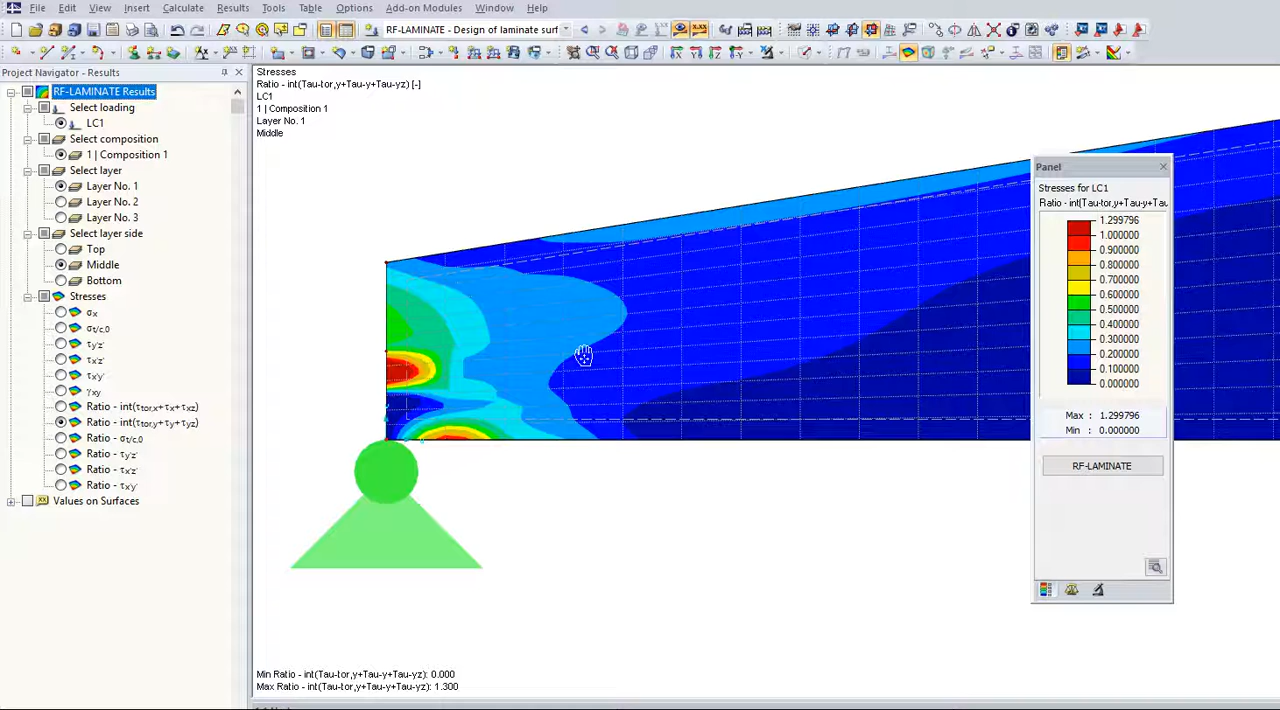 File Edit View Insert Calculate Results Tools Table Options Add-on Modules Window Help
RF-LAMINATE - Design of laminate surf
Project Navigator - Results
RF-LAMINATE Results
Select loading
LC1
Select composition
1 | Composition 1
Select layer
Layer No. 1
Layer No. 2
Layer No. 3
Select layer side
Top
Middle
Bottom
Stresses
σx
σt/c,0
τy'z'
τx'z'
τx'y'
γxy
Ratio - int(τtor,x+τx+τxz)
Ratio - int(τtor,y+τy+τyz)
Ratio - σt/c,0
Ratio - τy'z'
Ratio - τx'z'
Ratio - τx'y'
Values on Surfaces
Stresses
Ratio - int(Tau-tor,y+Tau-y+Tau-yz) [-]
LC1
1 | Composition 1
Layer No. 1
Middle
Panel
Stresses for LC1
Ratio - int(Tau-tor,y+Tau-y+Tau
1.299796
1.000000
0.900000
0.800000
0.700000
0.600000
0.500000
0.400000
0.300000
0.200000
0.100000
0.000000
Max : 1.299796
Min : 0.000000
RF-LAMINATE
Min Ratio - int(Tau-tor,y+Tau-y+Tau-yz): 0.000
Max Ratio - int(Tau-tor,y+Tau-y+Tau-yz): 1.300